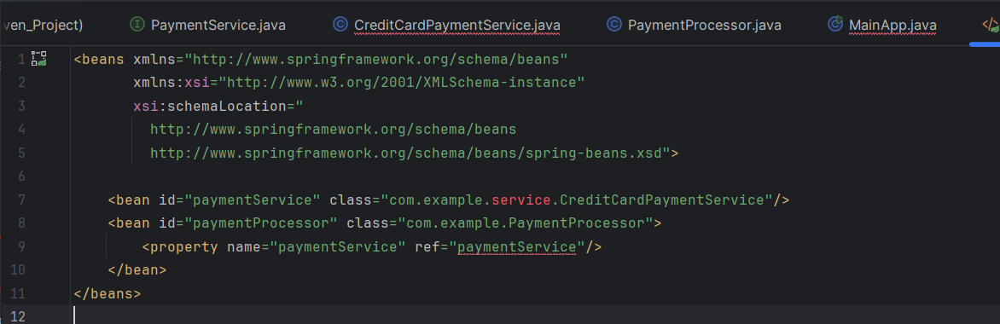 ven_Project)
PaymentService.java
CreditCardPaymentService.java
PaymentProcessor.java
MainApp.java
1 <beans xmlns="http://www.springframework.org/schema/beans"
2 xmlns:xsi="http://www.w3.org/2001/XMLSchema-instance"
3 xsi:schemaLocation="
4 http://www.springframework.org/schema/beans
5 http://www.springframework.org/schema/beans/spring-beans.xsd">
6
7 <bean id="paymentService" class="com.example.service.CreditCardPaymentService"/>
8 <bean id="paymentProcessor" class="com.example.PaymentProcessor">
9 <property name="paymentService" ref="paymentService"/>
10 </bean>
11 </beans>
12